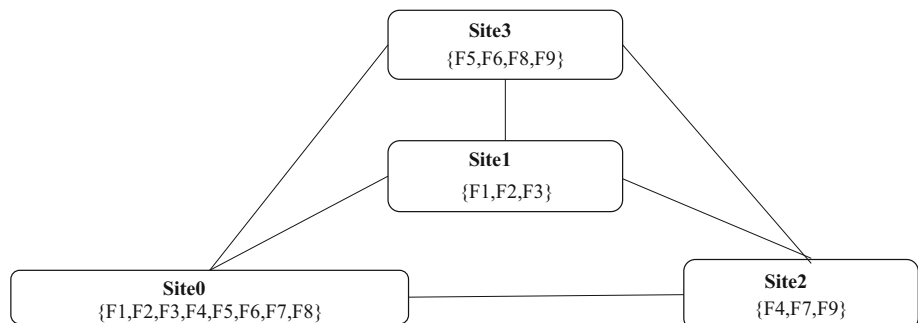 Site3
{F5,F6,F8,F9}
Site1
{F1,F2,F3}
Site0
{F1,F2,F3,F4,F5,F6,F7,F8}
Site2
{F4,F7,F9}